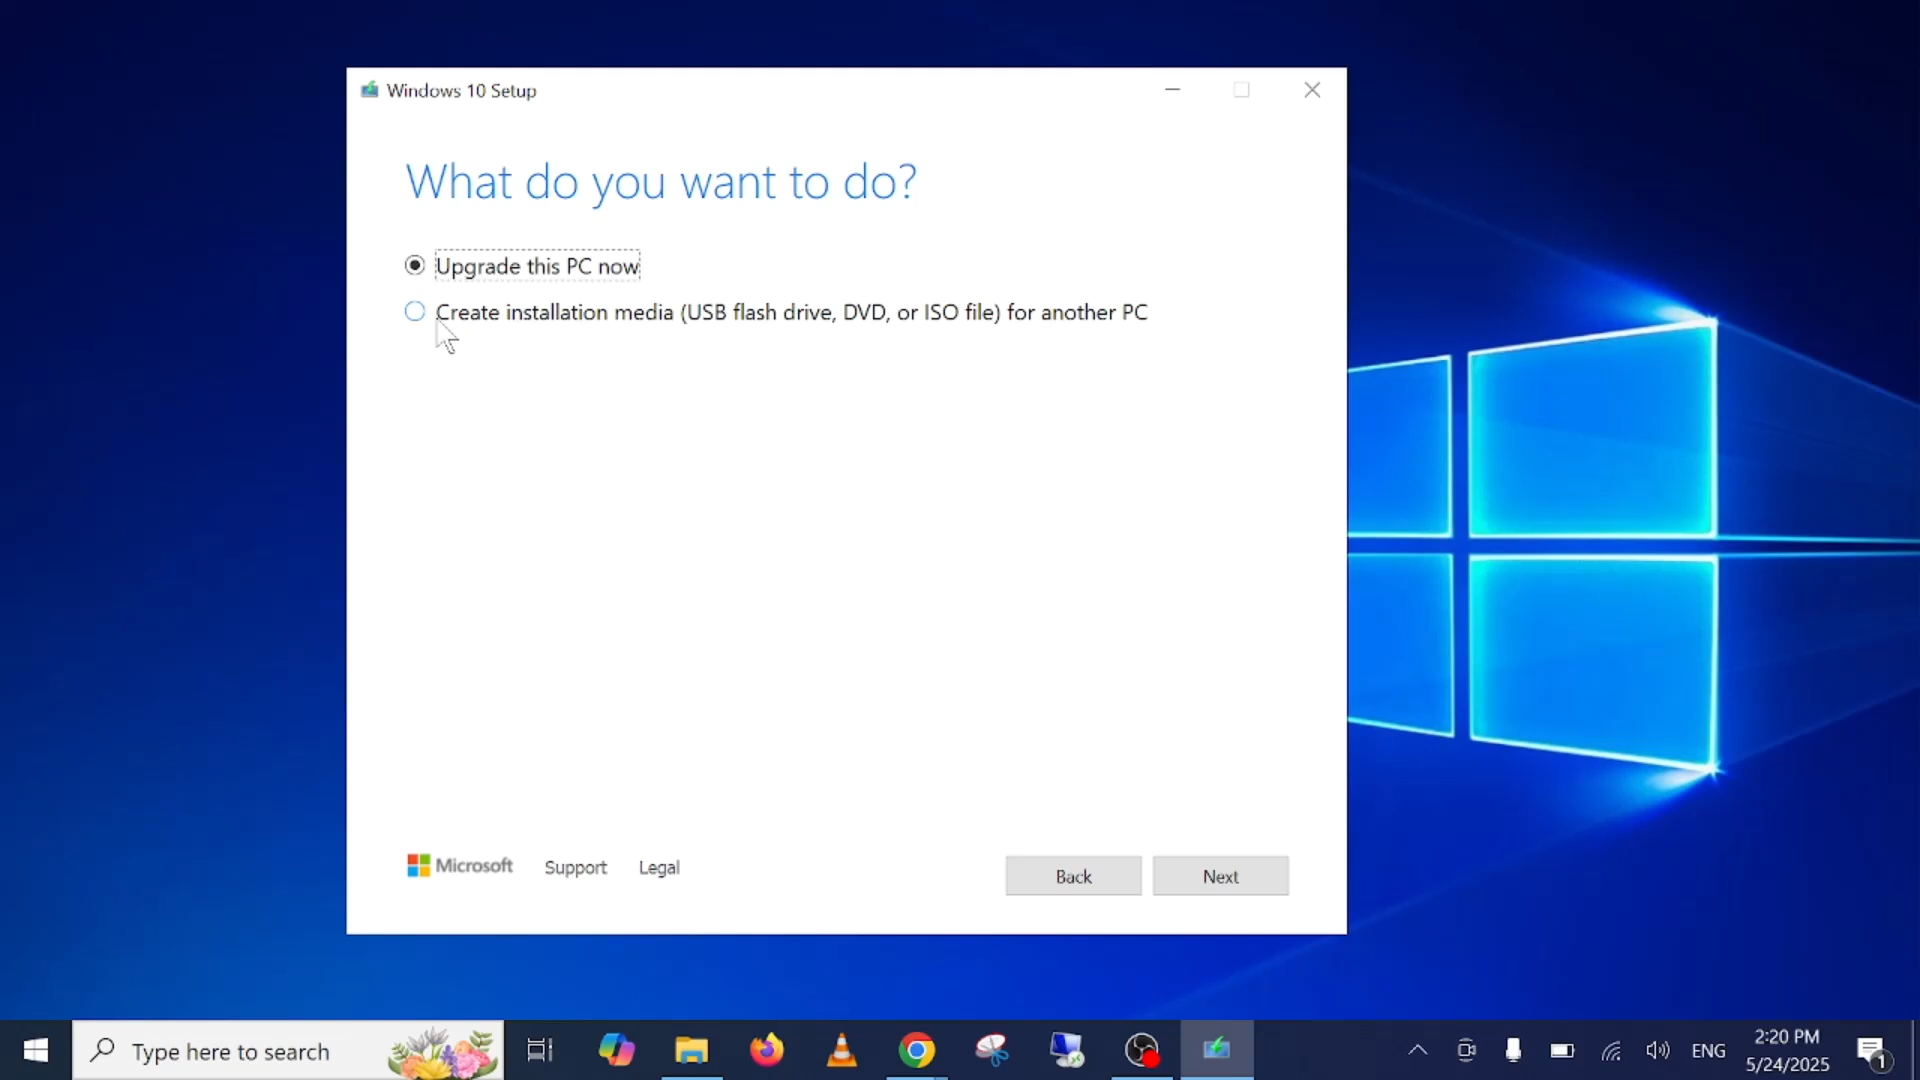 Windows 10 Setup
What do you want to do?
Upgrade this PC now
Create installation media (USB flash drive, DVD, or ISO file) for another PC
Microsoft Support Legal
Back Next
Type here to search
ENG
2:20 PM
5/24/2025
1